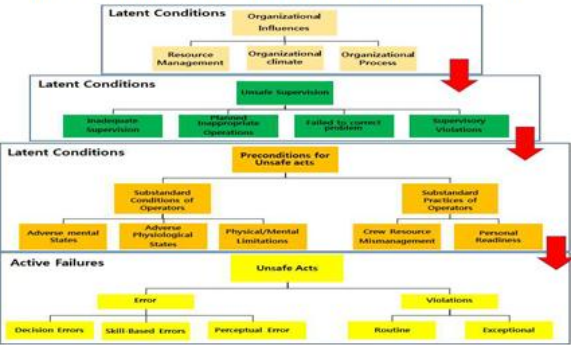 Latent Conditions
Organizational
Influences
Resource
Management
Organizational
climate
Organizational
Process
Latent Conditions
Unsafe Supervision
Inadequate
Supervision
Planned
Inappropriate
Operations
Failed to correct
problem
Supervisory
Violations
Latent Conditions
Preconditions for
Unsafe acts
Substandard
Conditions of
Operators
Substandard
Practices of
Operators
Adverse mental
States
Adverse
Physiological
States
Physical/Mental
Limitations
Crew Resource
Mismanagement
Personal
Readiness
Active Failures
Unsafe Acts
Error
Violations
Decision Errors
Skill-Based Errors
Perceptual Error
Routine
Exceptional